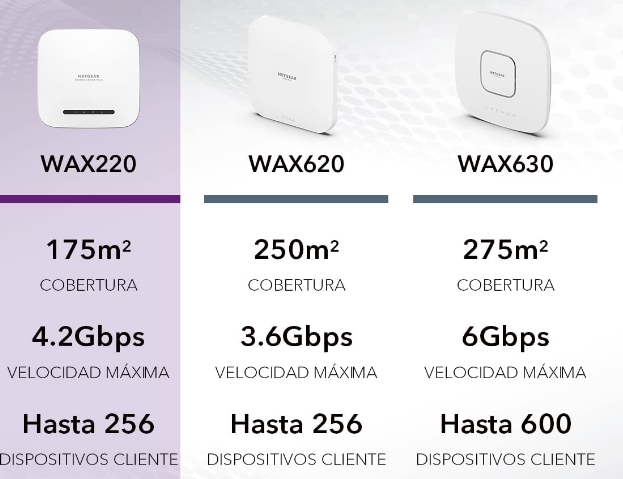 NETGEAR
NETGEAR
NETGEAR
WAX220
WAX620
WAX630
175m²
250m²
275m²
COBERTURA
COBERTURA
COBERTURA
4.2Gbps
3.6Gbps
6Gbps
VELOCIDAD MÁXIMA
VELOCIDAD MÁXIMA
VELOCIDAD MÁXIMA
Hasta 256
Hasta 256
Hasta 600
DISPOSITIVOS CLIENTE
DISPOSITIVOS CLIENTE
DISPOSITIVOS CLIENTE